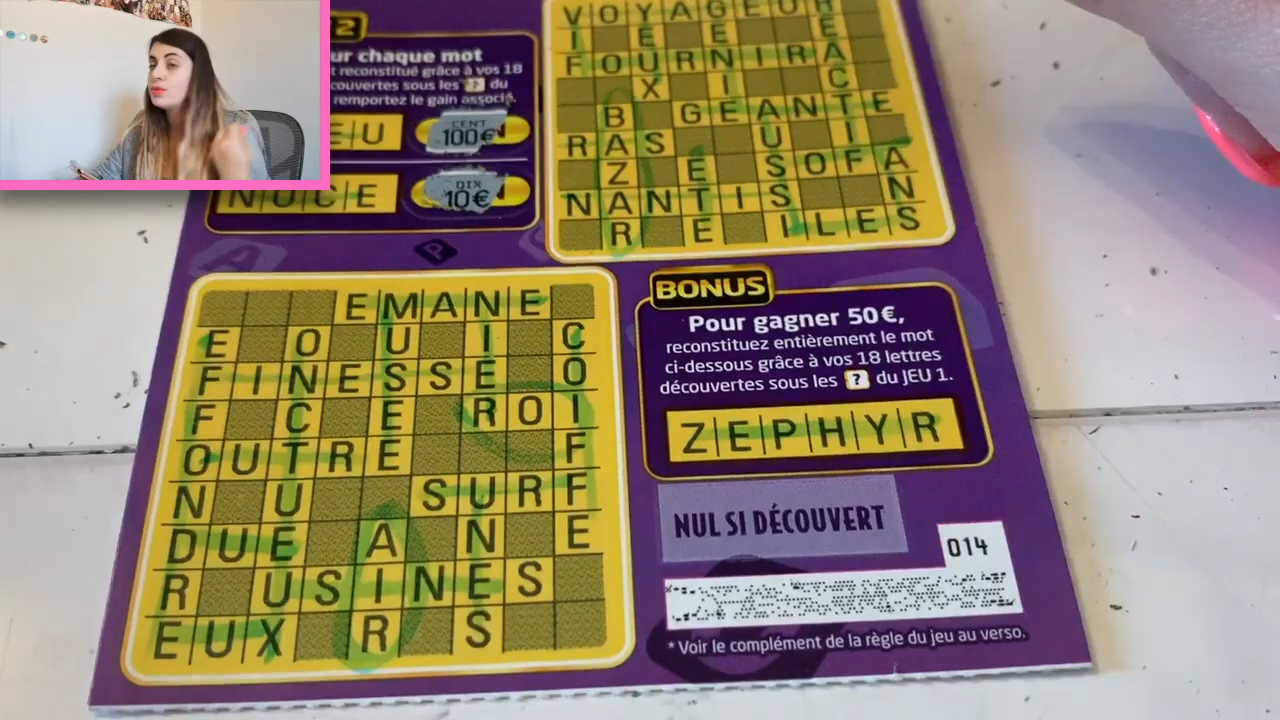 2
ur chaque mot
t reconstitué grâce à vos 18
couvertes sous les ? du
remportez le gain associé.
EU
CENT
100€
NUCE
DIX
10€
VOYAGEUR
I E E E
FOURNIRA
X I C
B GEANTE
RAS U I
Z E SOFA
NANTIS N
R E ILES
EMANE
E O U I C
FINESSE O
F C E ROI
OUTRE F
N U SURF
DUE A N E
R USINES
EUX R S
BONUS
Pour gagner 50€,
reconstituez entièrement le mot
ci-dessous grâce à vos 18 lettres
découvertes sous les ? du JEU 1.
ZEPHYR
NUL SI DÉCOUVERT
014
* Voir le complément de la règle du jeu au verso.